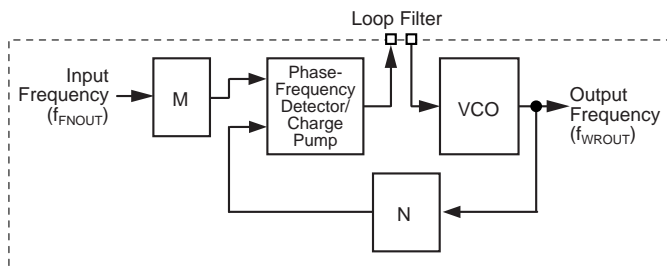 Loop Filter
Input
Frequency
(fFNOUT)
M
Phase-
Frequency
Detector/
Charge
Pump
VCO
Output
Frequency
(fWROUT)
N